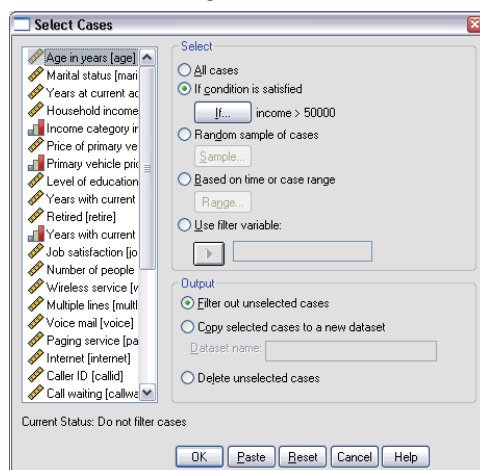 Select Cases
Age in years [age]
Marital status [mari
Years at current ad
Household income
Income category in
Price of primary ve
Primary vehicle pric
Level of education
Years with current
Retired [retire]
Years with current
Job satisfaction [jo
Number of people
Wireless service [w
Multiple lines [multl
Voice mail [voice]
Paging service [pa
Internet [internet]
Caller ID [callid]
Call waiting [callwa
Select
All cases
If condition is satisfied
If... income > 50000
Random sample of cases
Sample...
Based on time or case range
Range...
Use filter variable:
Output
Filter out unselected cases
Copy selected cases to a new dataset
Dataset name:
Delete unselected cases
Current Status: Do not filter cases
OK Paste Reset Cancel Help